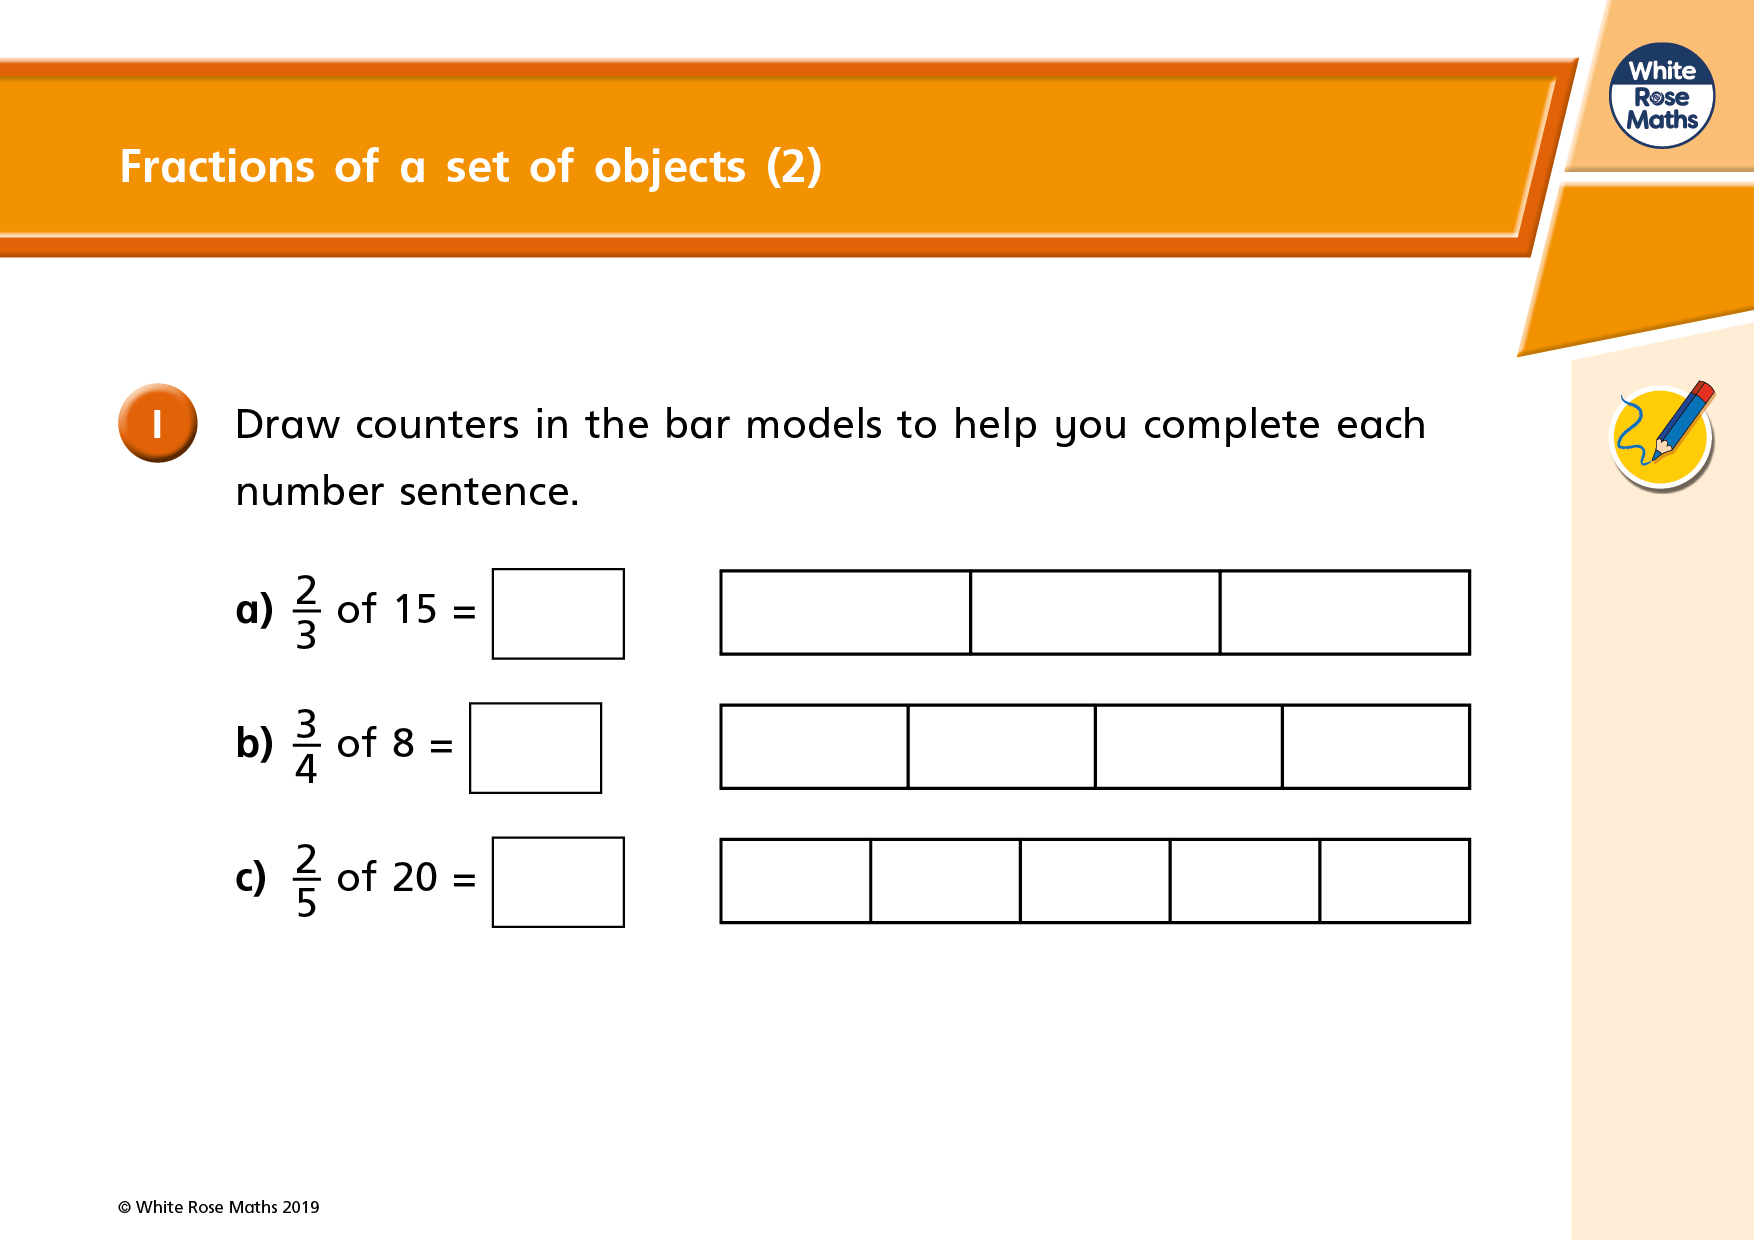 White
Rose
Maths
Fractions of a set of objects (2)
1 Draw counters in the bar models to help you complete each
number sentence.
a) 2/3 of 15 =
b) 3/4 of 8 =
c) 2/5 of 20 =
© White Rose Maths 2019